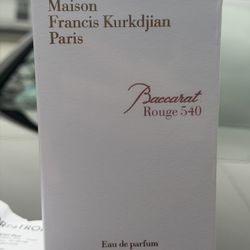 Maison
Francis Kurkdjian
Paris
Baccarat
Rouge 540
Eau de parfum